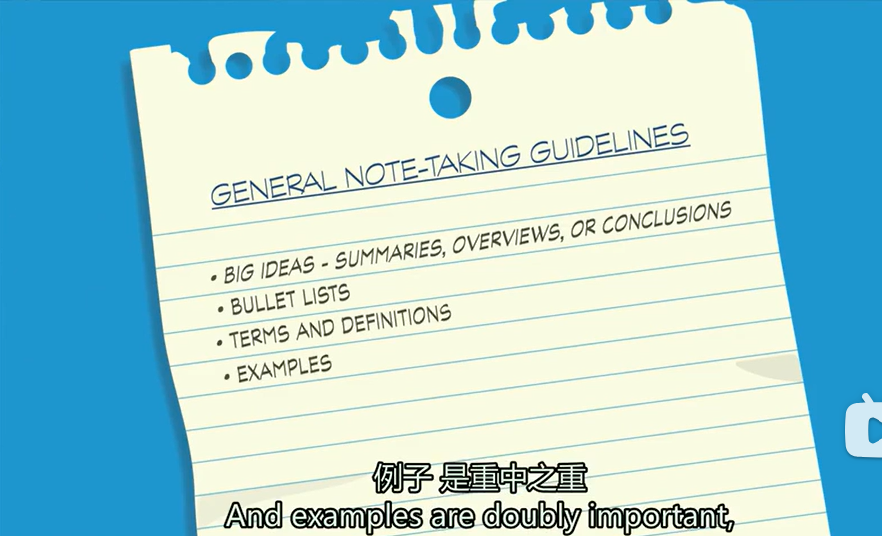 GENERAL NOTE-TAKING GUIDELINES
• BIG IDEAS - SUMMARIES, OVERVIEWS, OR CONCLUSIONS
• BULLET LISTS
• TERMS AND DEFINITIONS
• EXAMPLES
例子 是重中之重
And examples are doubly important,